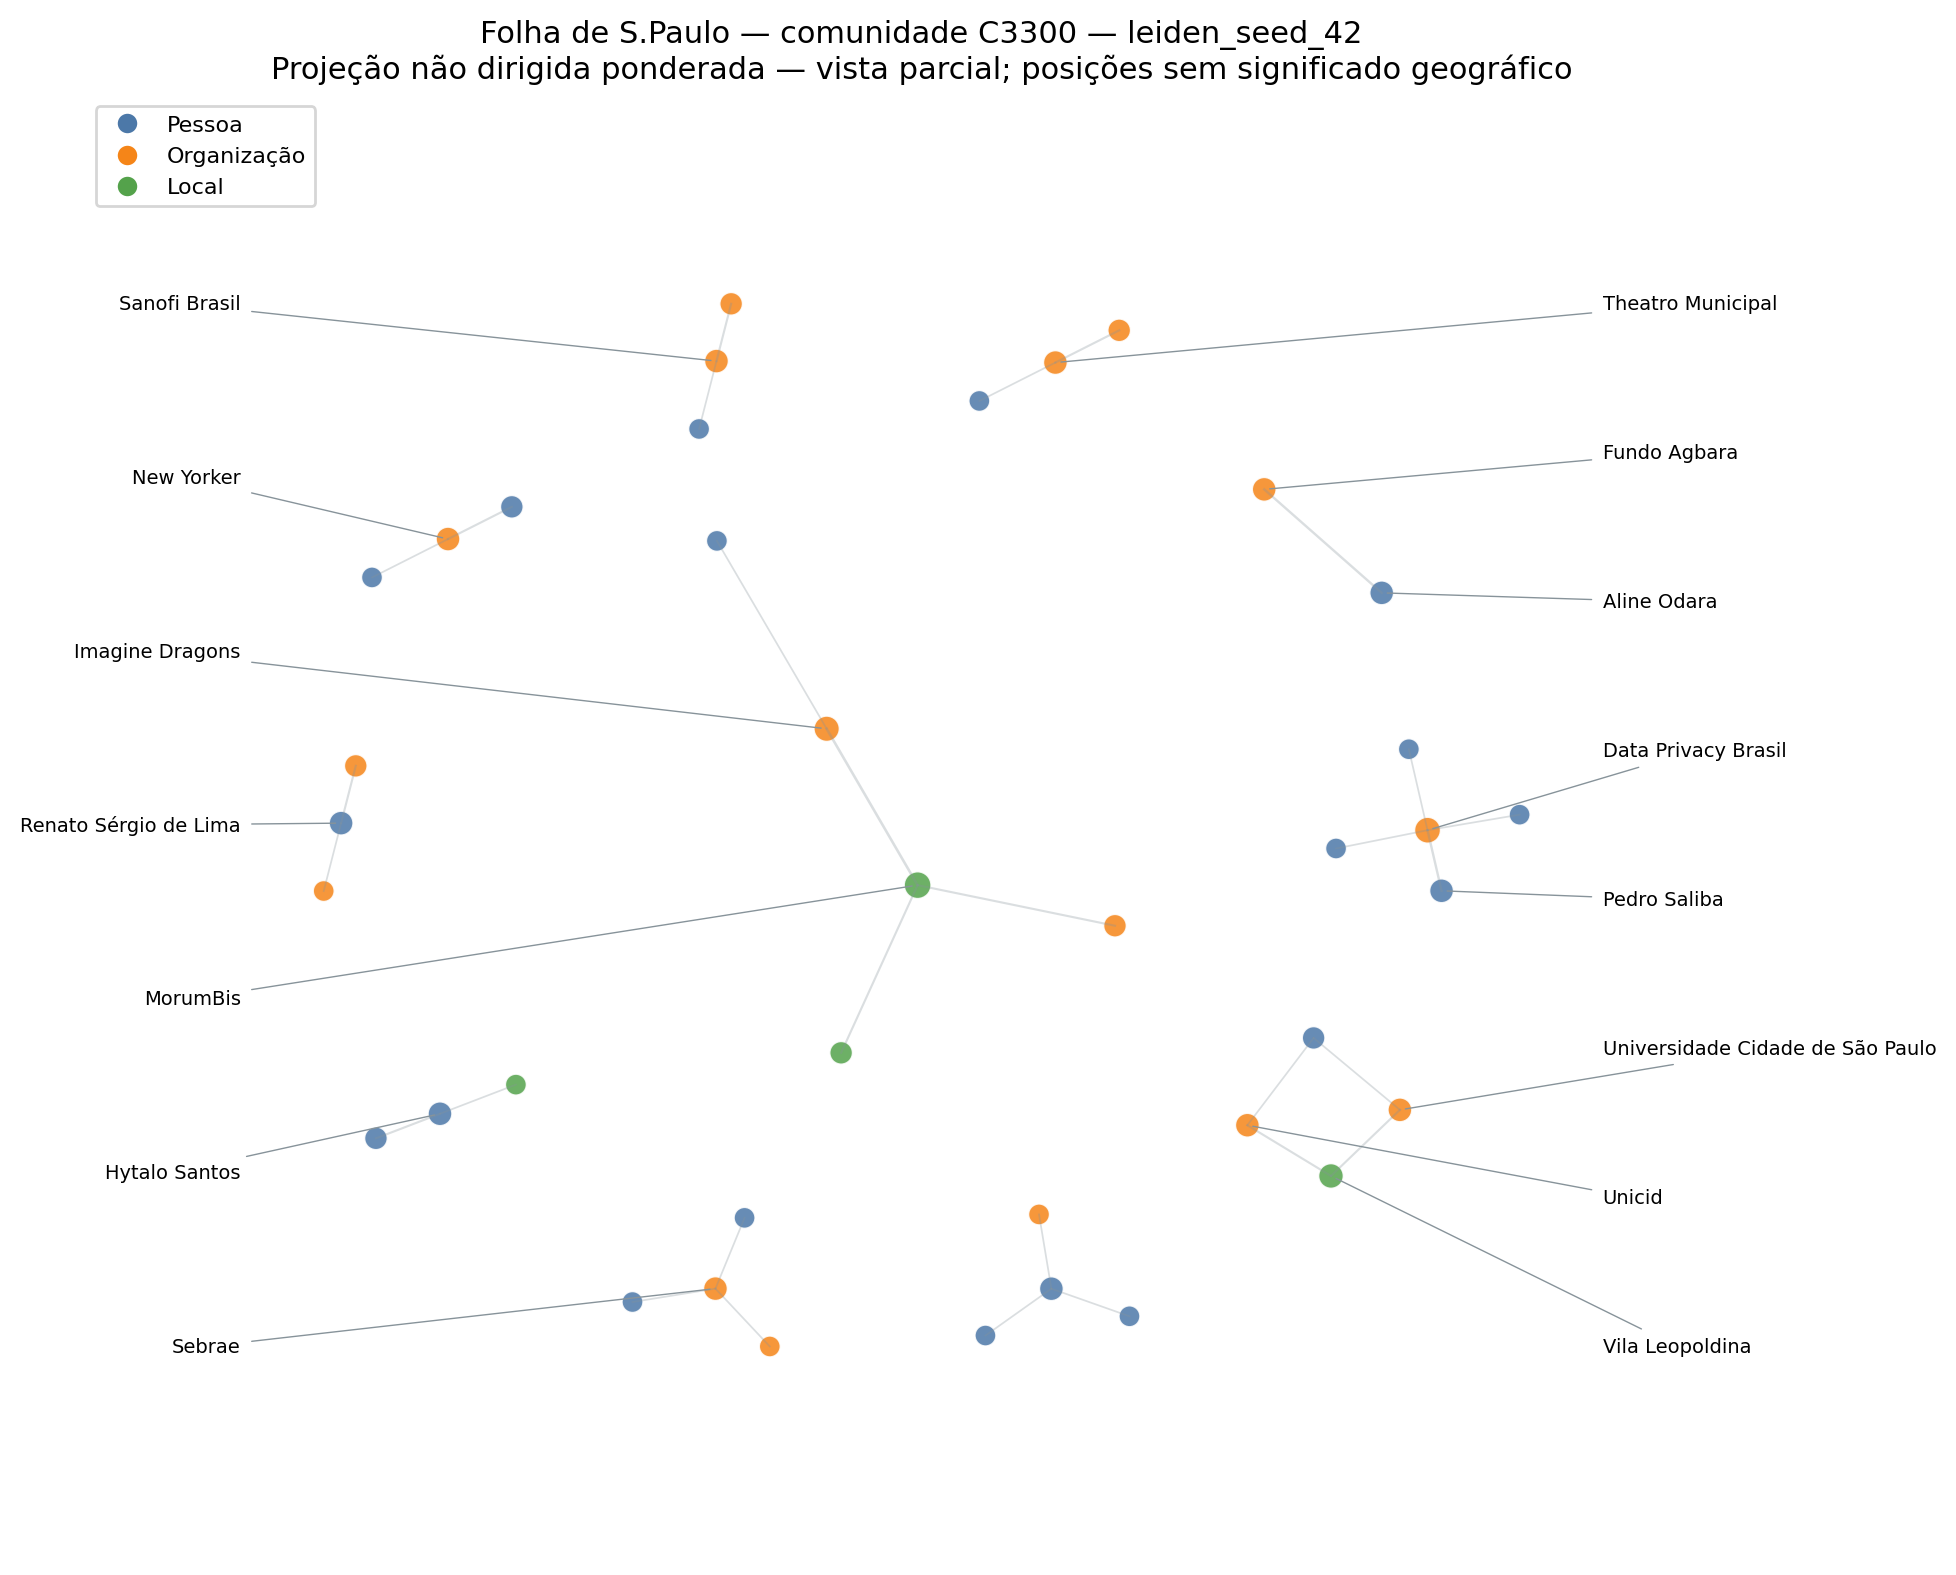 Folha de S.Paulo — comunidade C3300 — leiden_seed_42
Projeção não dirigida ponderada — vista parcial; posições sem significado geográfico
Pessoa
Organização
Local
Sanofi Brasil
Theatro Municipal
Fundo Agbara
New Yorker
Aline Odara
Imagine Dragons
Data Privacy Brasil
Renato Sérgio de Lima
Pedro Saliba
MorumBis
Universidade Cidade de São Paulo
Hytalo Santos
Unicid
Sebrae
Vila Leopoldina